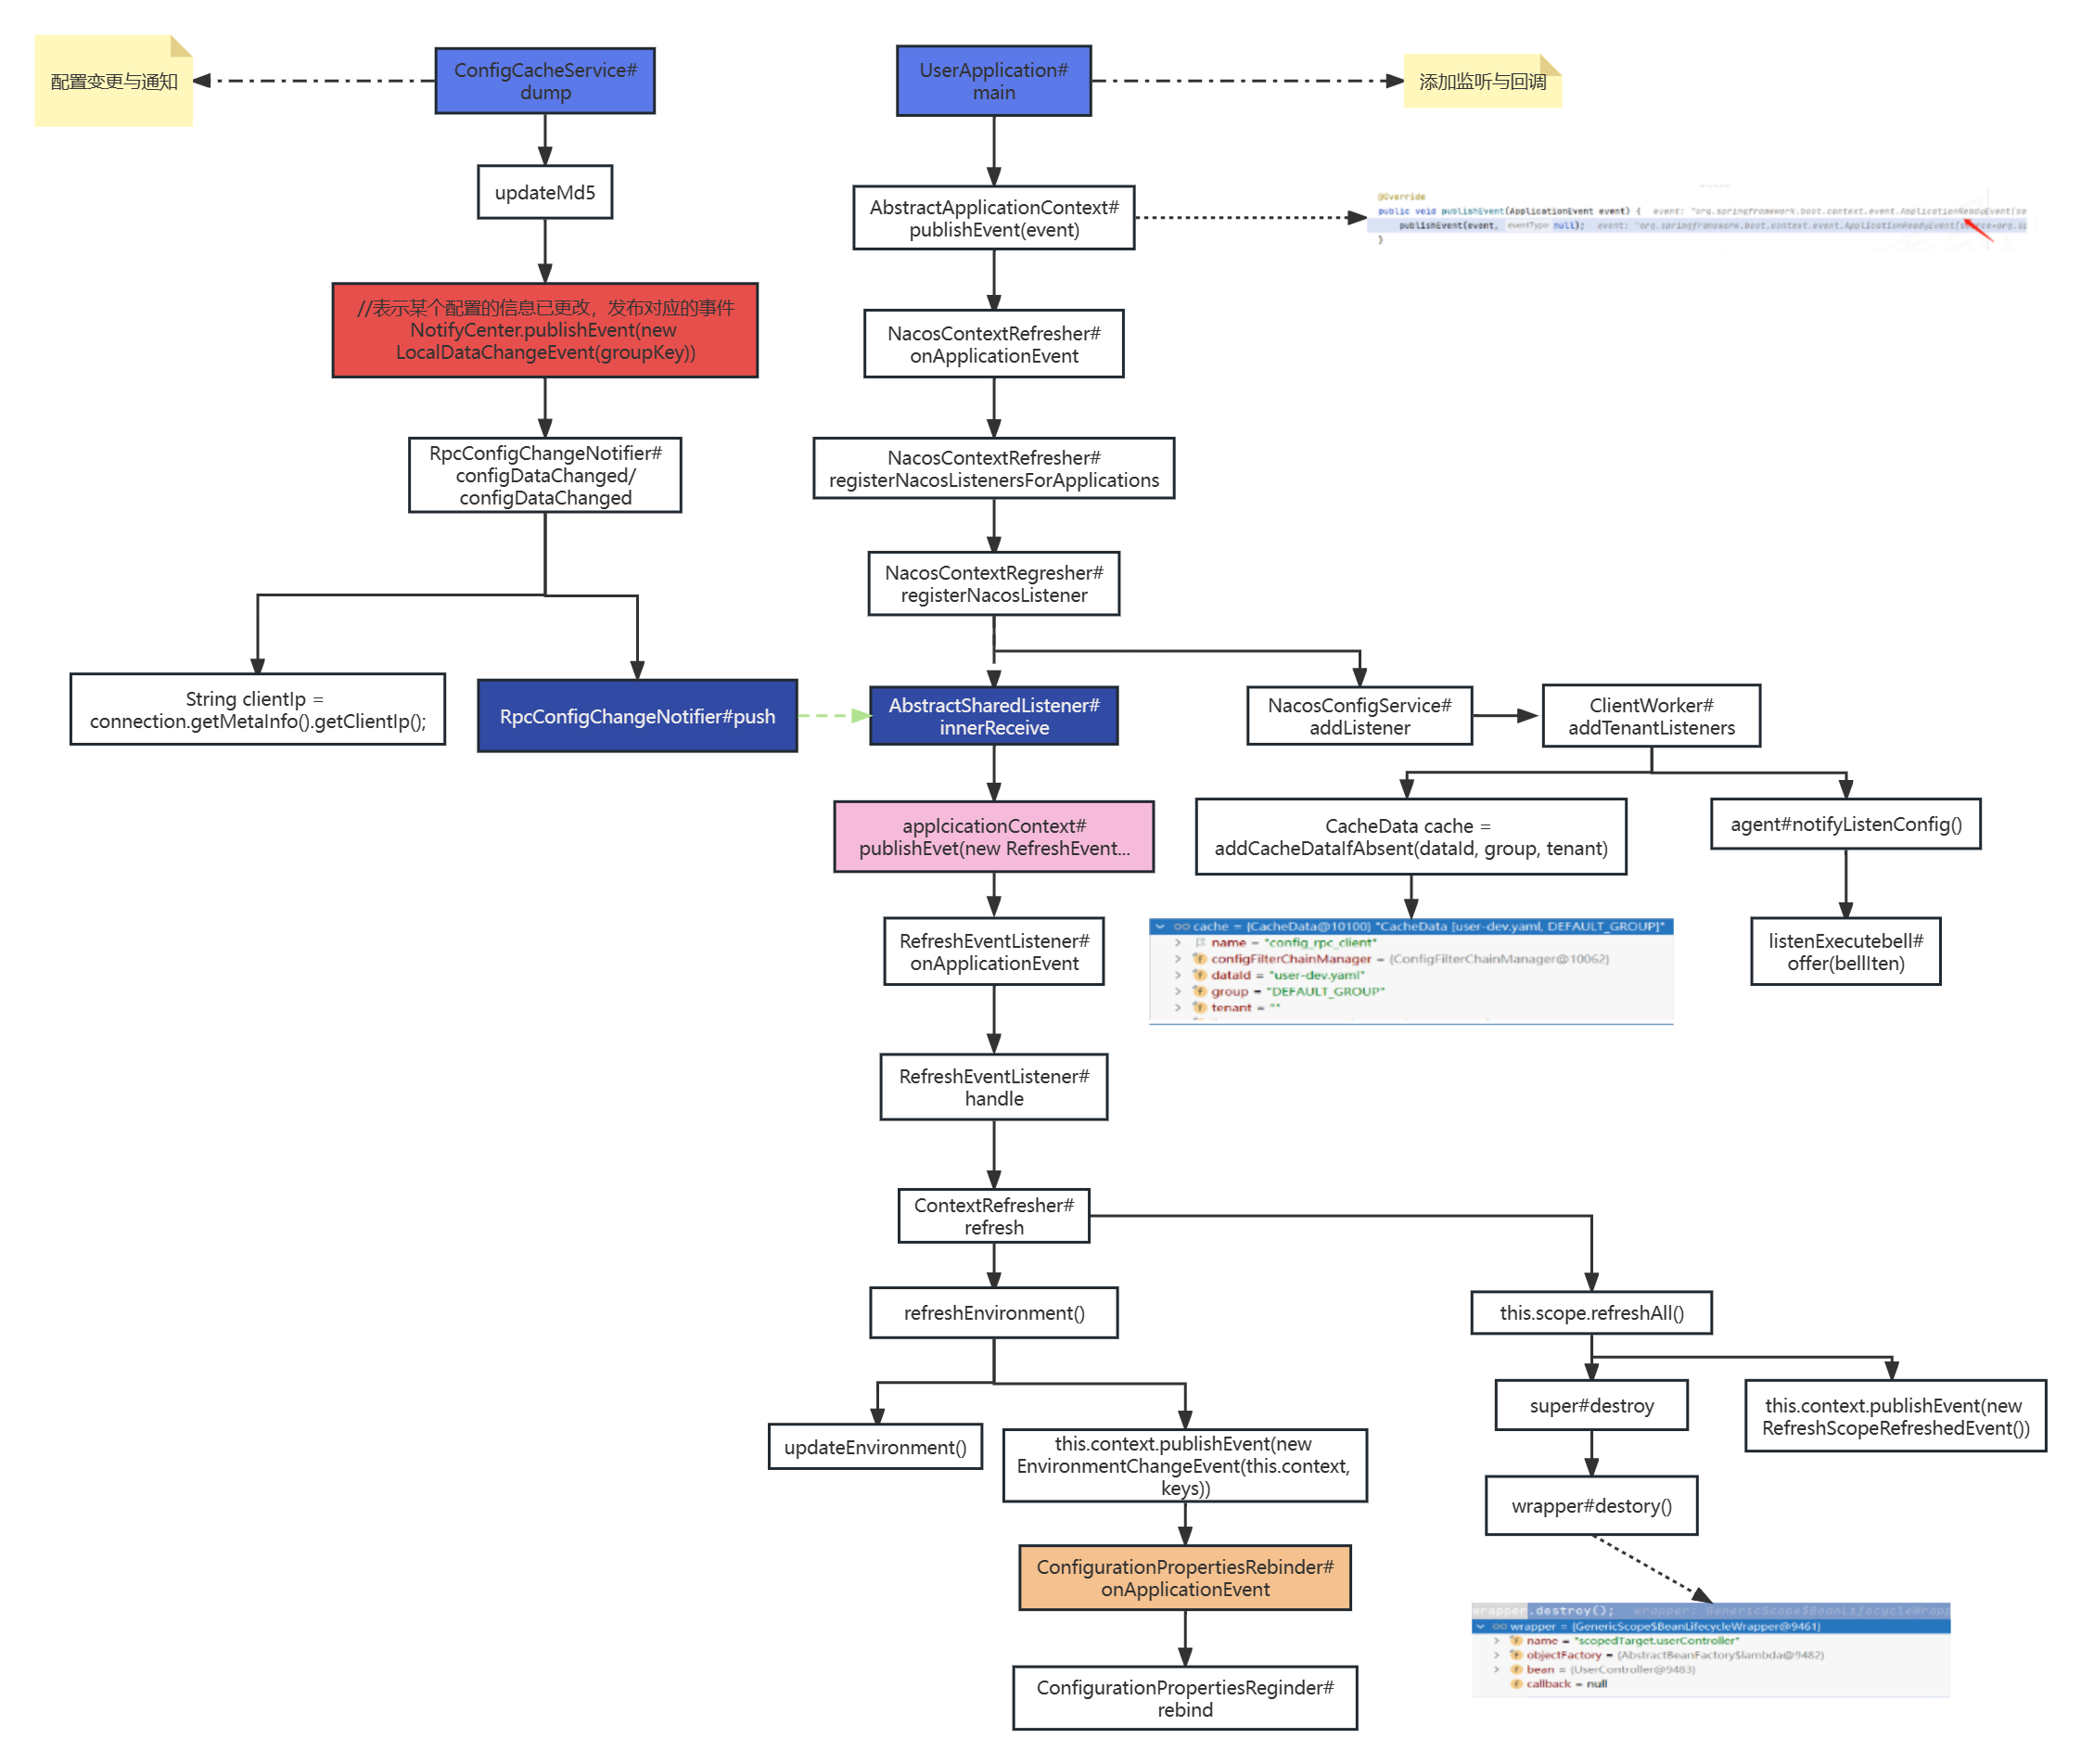 配置变更与通知
ConfigCacheService#
dump
updateMd5
//表示某个配置的信息已更改，发布对应的事件
NotifyCenter.publishEvent(new
LocalDataChangeEvent(groupKey))
RpcConfigChangeNotifier#
configDataChanged/
configDataChanged
String clientIp =
connection.getMetaInfo().getClientIp();
RpcConfigChangeNotifier#push
UserApplication#
main
添加监听与回调
AbstractApplicationContext#
publishEvent(event)
@Override
public void publishEvent(ApplicationEvent event) { event: "org.springframework.boot.context.event.ApplicationReadyEvent[so
publishEvent(event, eventType: null); event: "org.springframework.boot.context.event.ApplicationReadyEvent[source=org.sp
}
NacosContextRefresher#
onApplicationEvent
NacosContextRefresher#
registerNacosListenersForApplications
NacosContextRegresher#
registerNacosListener
AbstractSharedListener#
innerReceive
NacosConfigService#
addListener
ClientWorker#
addTenantListeners
applcicationContext#
publishEvet(new RefreshEvent...
CacheData cache =
addCacheDataIfAbsent(dataId, group, tenant)
agent#notifyListenConfig()
cache = {CacheData@10100} "CacheData [user-dev.yaml, DEFAULT_GROUP]"
name = "config_rpc_client"
configFilterChainManager = {ConfigFilterChainManager@10062}
dataId = "user-dev.yaml"
group = "DEFAULT_GROUP"
tenant = ""
listenExecutebell#
offer(bellIten)
RefreshEventListener#
onApplicationEvent
RefreshEventListener#
handle
ContextRefresher#
refresh
refreshEnvironment()
this.scope.refreshAll()
updateEnvironment()
this.context.publishEvent(new
EnvironmentChangeEvent(this.context,
keys))
super#destroy
this.context.publishEvent(new
RefreshScopeRefreshedEvent())
wrapper#destory()
ConfigurationPropertiesRebinder#
onApplicationEvent
wrapper.destroy(); wrapper: GenericScope$BeanLifecycleWrapp
wrapper = {GenericScope$BeanLifecycleWrapper@9461}
name = "scopedTarget.userController"
objectFactory = {AbstractBeanFactory$lambda@9482}
bean = {UserController@9483}
callback = null
ConfigurationPropertiesReginder#
rebind